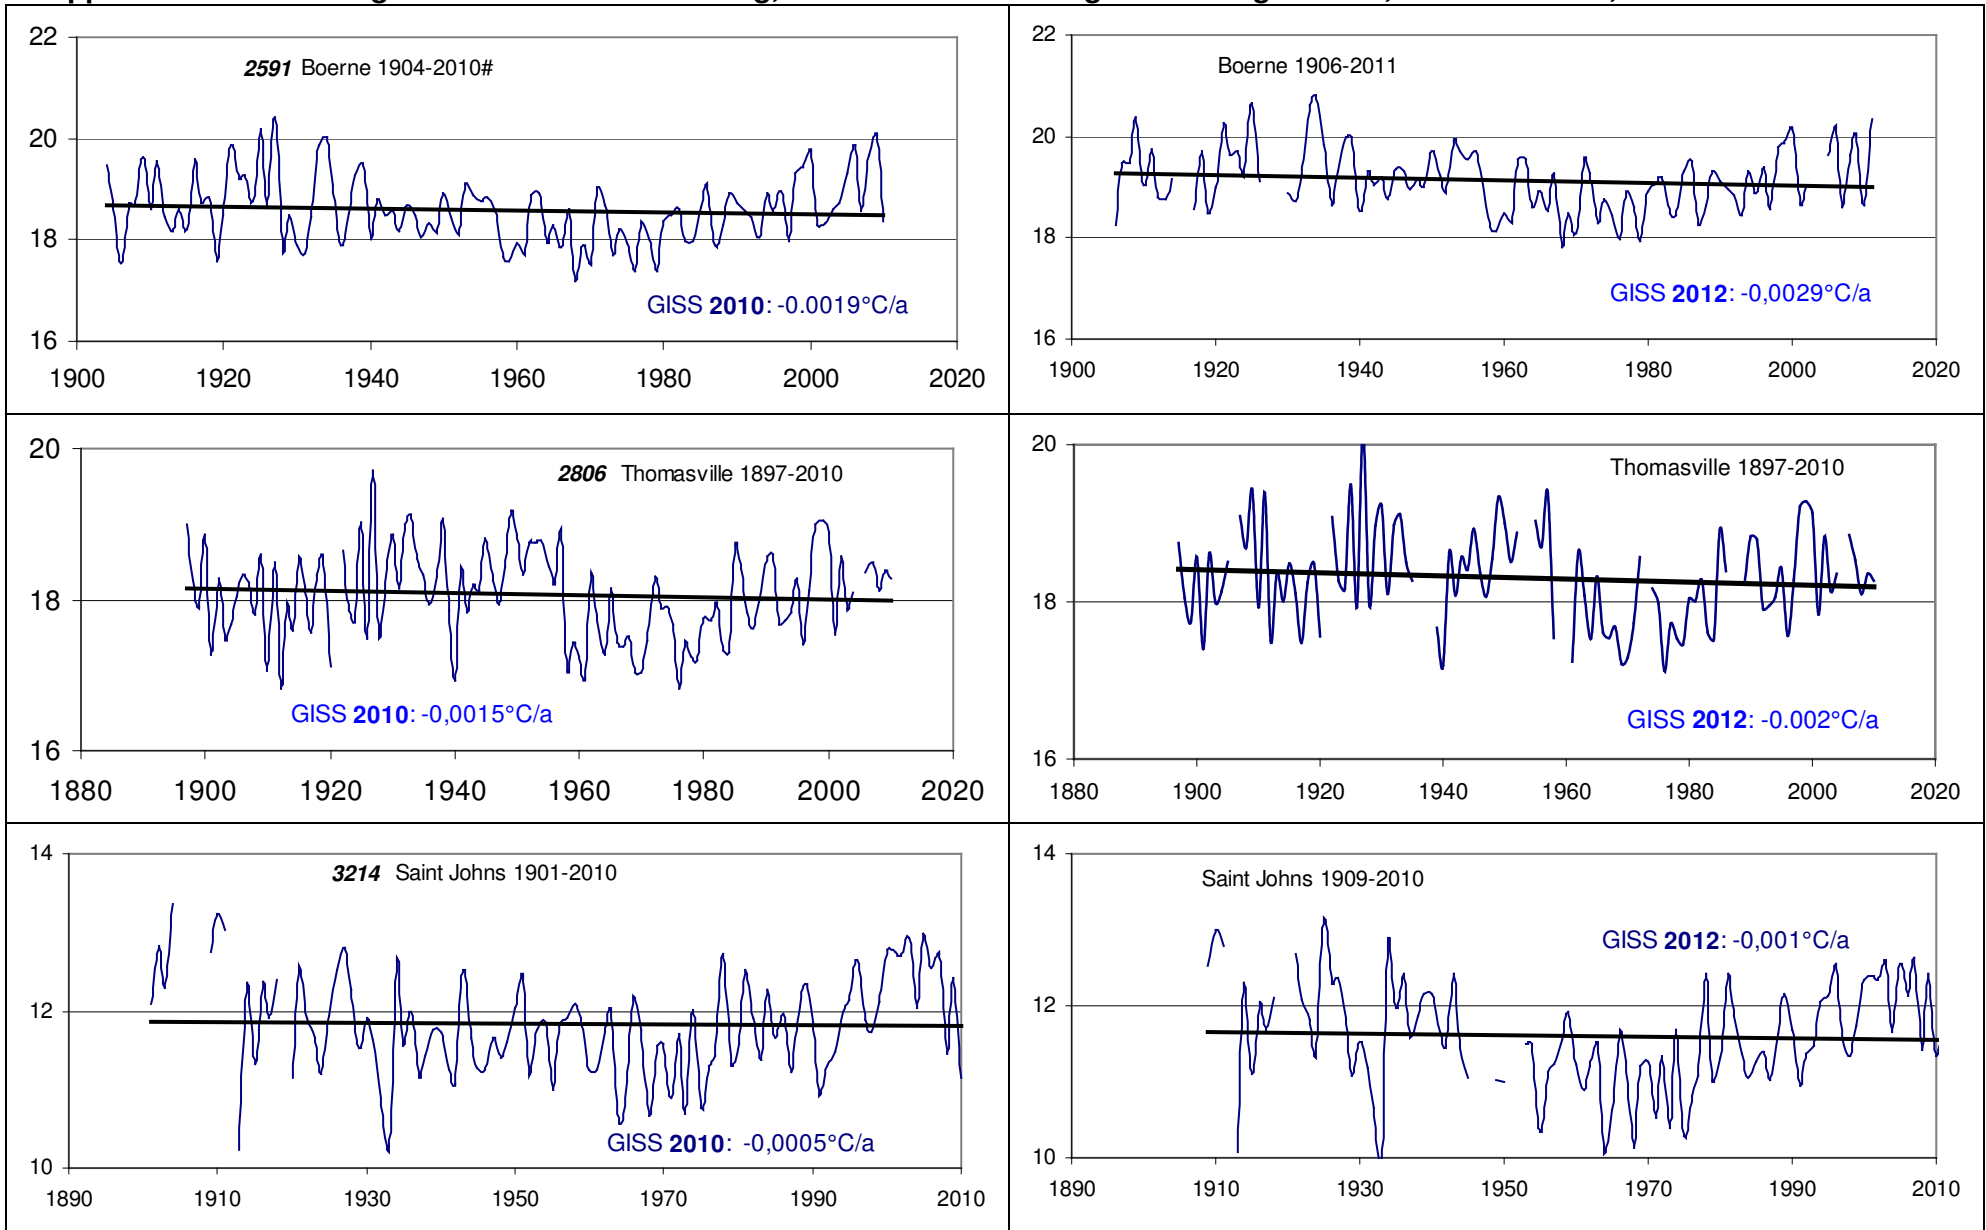 22
20
18
16
2591 Boerne 1904-2010#
GISS 2010: -0.0019°C/a
1900 1920 1940 1960 1980 2000 2020
22
20
18
16
Boerne 1906-2011
GISS 2012: -0,0029°C/a
1900 1920 1940 1960 1980 2000 2020
20
18
16
2806 Thomasville 1897-2010
GISS 2010: -0,0015°C/a
1880 1900 1920 1940 1960 1980 2000 2020
20
18
16
Thomasville 1897-2010
GISS 2012: -0.002°C/a
1880 1900 1920 1940 1960 1980 2000 2020
14
12
10
3214 Saint Johns 1901-2010
GISS 2010: -0,0005°C/a
1890 1910 1930 1950 1970 1990 2010
14
12
10
Saint Johns 1909-2010
GISS 2012: -0,001°C/a
1890 1910 1930 1950 1970 1990 2010